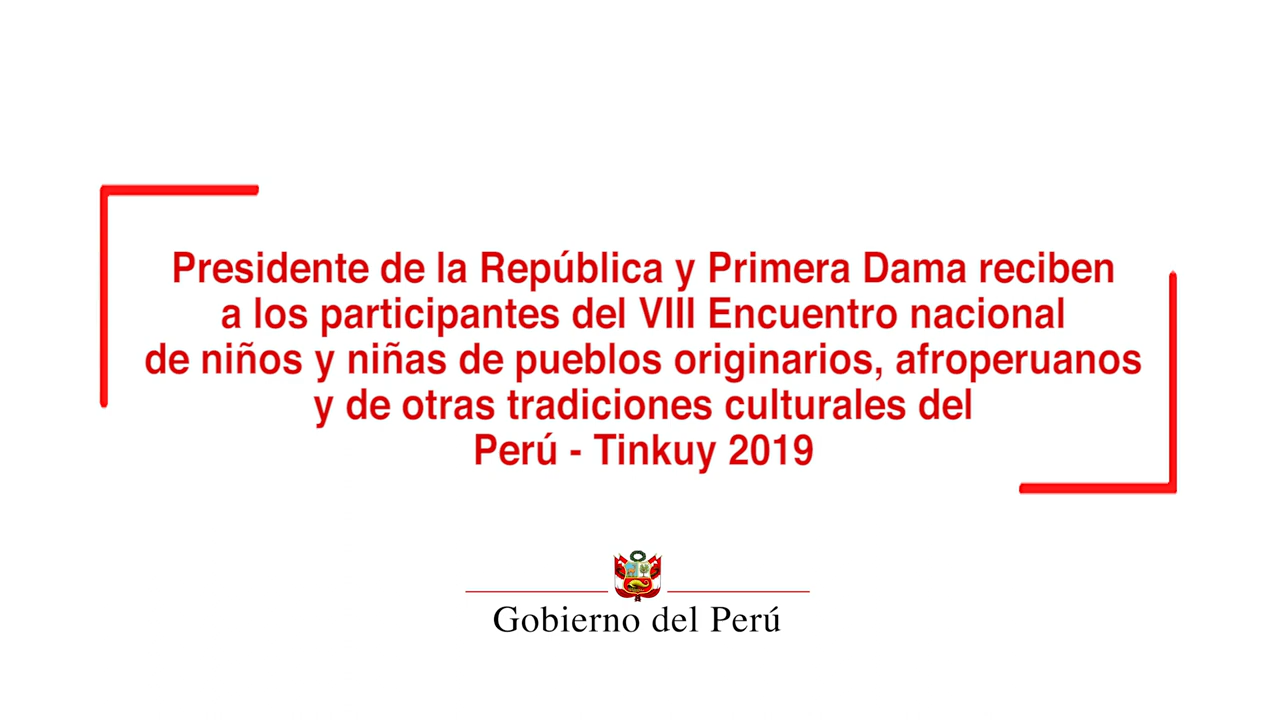 Presidente de la República y Primera Dama reciben
a los participantes del VIII Encuentro nacional
de niños y niñas de pueblos originarios, afroperuanos
y de otras tradiciones culturales del
Perú - Tinkuy 2019
Gobierno del Perú